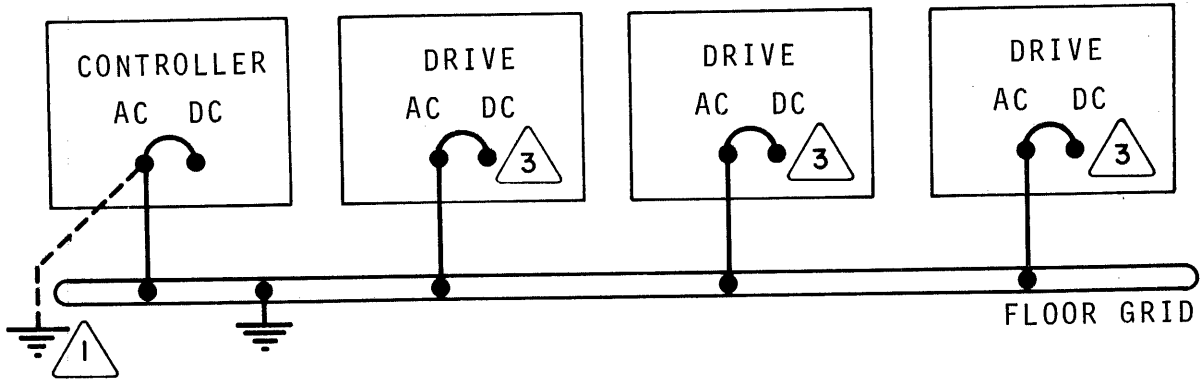 CONTROLLER
AC DC
DRIVE
AC DC
3
DRIVE
AC DC
3
DRIVE
AC DC
3
FLOOR GRID
1